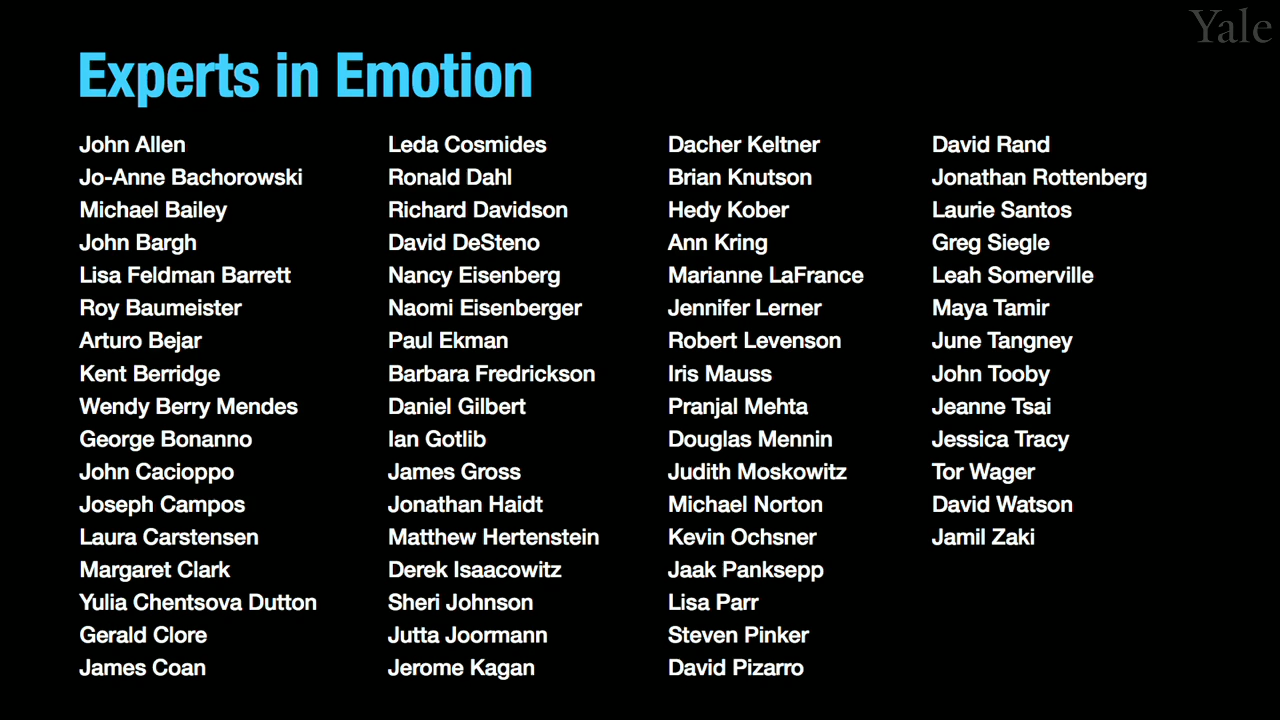 Yale
Experts in Emotion
John Allen
Jo-Anne Bachorowski
Michael Bailey
John Bargh
Lisa Feldman Barrett
Roy Baumeister
Arturo Bejar
Kent Berridge
Wendy Berry Mendes
George Bonanno
John Cacioppo
Joseph Campos
Laura Carstensen
Margaret Clark
Yulia Chentsova Dutton
Gerald Clore
James Coan
Leda Cosmides
Ronald Dahl
Richard Davidson
David DeSteno
Nancy Eisenberg
Naomi Eisenberger
Paul Ekman
Barbara Fredrickson
Daniel Gilbert
Ian Gotlib
James Gross
Jonathan Haidt
Matthew Hertenstein
Derek Isaacowitz
Sheri Johnson
Jutta Joormann
Jerome Kagan
Dacher Keltner
Brian Knutson
Hedy Kober
Ann Kring
Marianne LaFrance
Jennifer Lerner
Robert Levenson
Iris Mauss
Pranjal Mehta
Douglas Mennin
Judith Moskowitz
Michael Norton
Kevin Ochsner
Jaak Panksepp
Lisa Parr
Steven Pinker
David Pizarro
David Rand
Jonathan Rottenberg
Laurie Santos
Greg Siegle
Leah Somerville
Maya Tamir
June Tangney
John Tooby
Jeanne Tsai
Jessica Tracy
Tor Wager
David Watson
Jamil Zaki